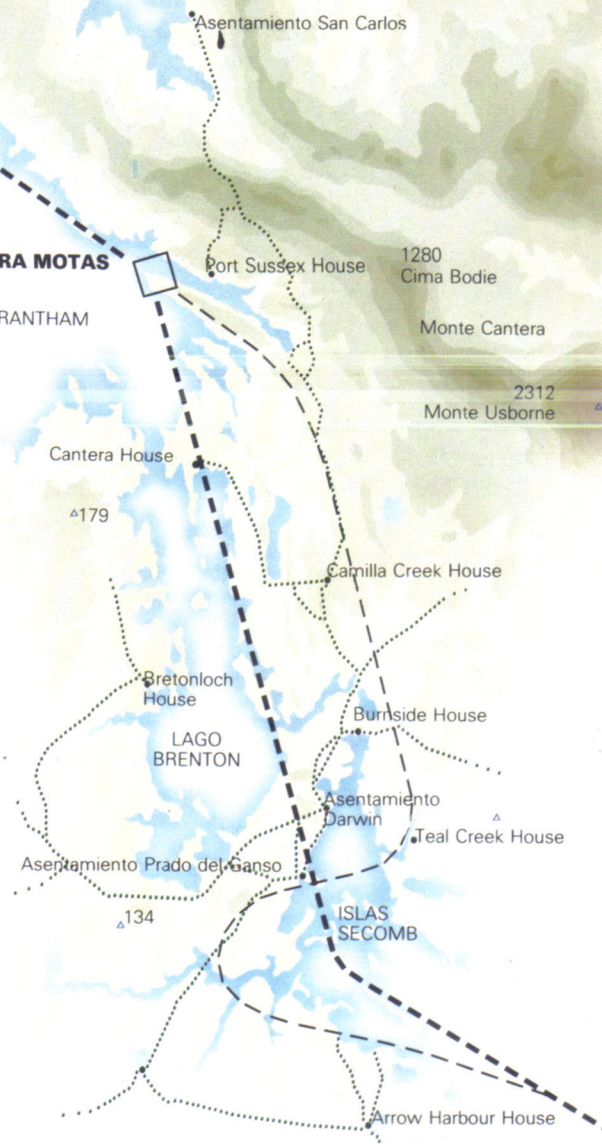 Asentamiento San Carlos
RA MOTAS
Port Sussex House
1280
Cima Bodie
RANTHAM
Monte Cantera
2312
Monte Usborne
Cantera House
179
Camilla Creek House
Bretonloch
House
Burnside House
LAGO
BRENTON
Asentamiento
Darwin
Teal Creek House
Asentamiento Prado del Ganso
134
ISLAS
SECOMB
Arrow Harbour House